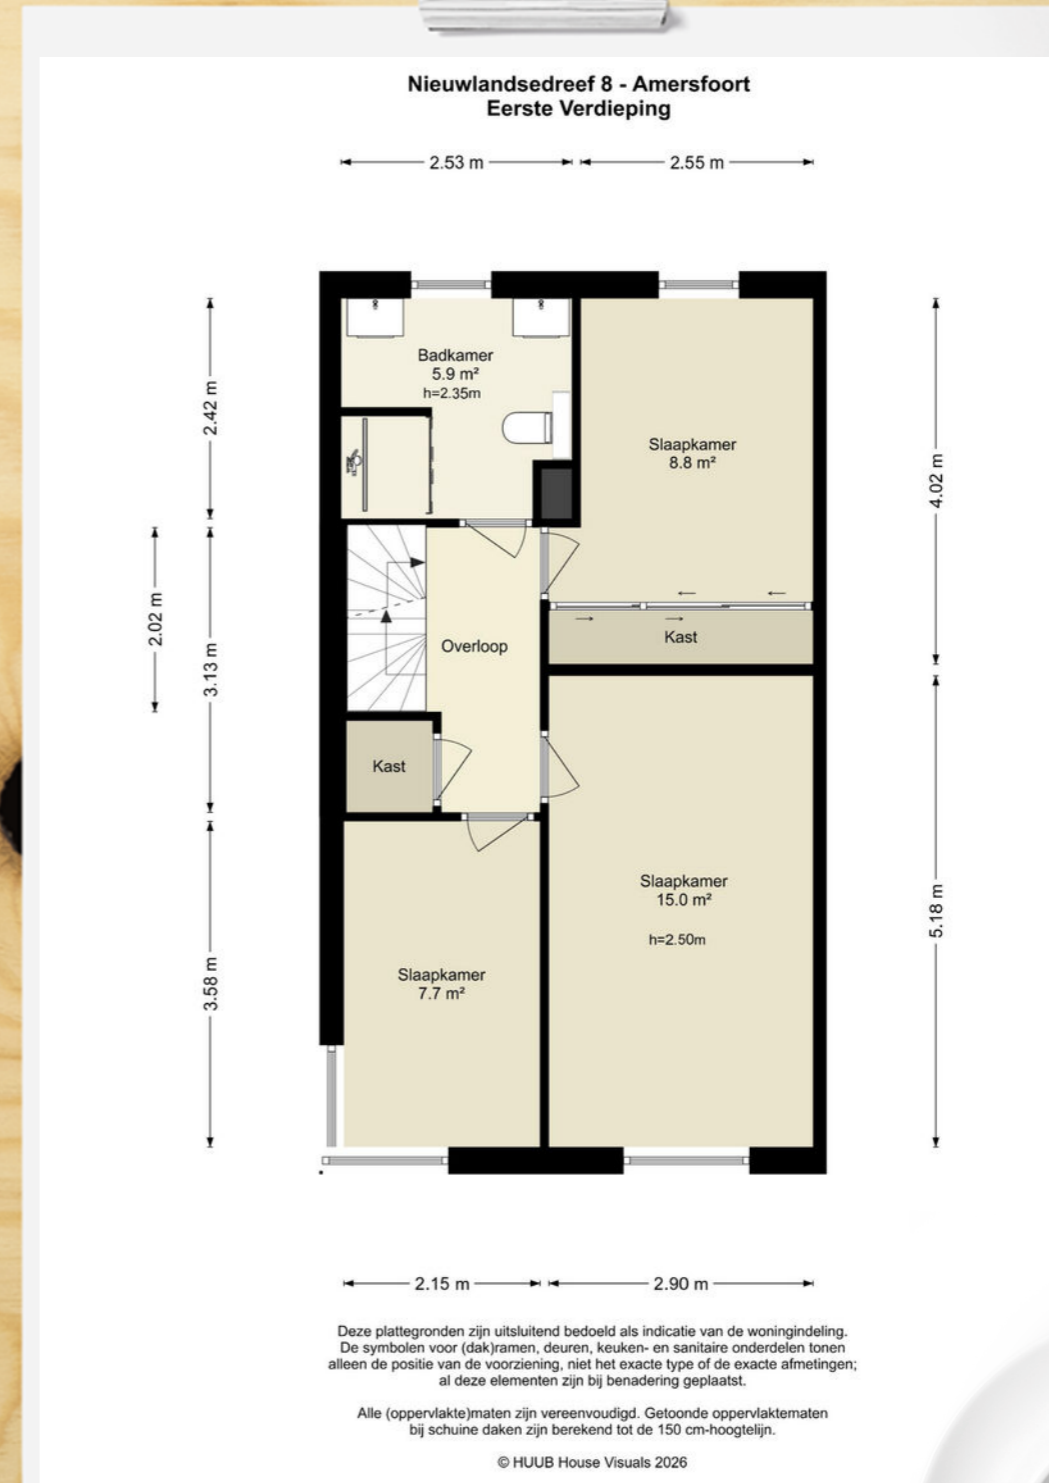 Nieuwlandsedreef 8 - Amersfoort
Eerste Verdieping
2.53 m
2.55 m
Badkamer
5.9 m²
h=2.35m
Slaapkamer
8.8 m²
2.42 m
4.02 m
2.02 m
3.13 m
Overloop
Kast
Kast
Slaapkamer
15.0 m²
h=2.50m
5.18 m
3.58 m
Slaapkamer
7.7 m²
2.15 m
2.90 m
Deze plattegronden zijn uitsluitend bedoeld als indicatie van de woningindeling.
De symbolen voor (dak)ramen, deuren, keuken- en sanitaire onderdelen tonen
alleen de positie van de voorziening, niet het exacte type of de exacte afmetingen;
al deze elementen zijn bij benadering geplaatst.
Alle (oppervlakte)maten zijn vereenvoudigd. Getoonde oppervlaktematen
bij schuine daken zijn berekend tot de 150 cm-hoogtelijn.
© HUUB House Visuals 2026